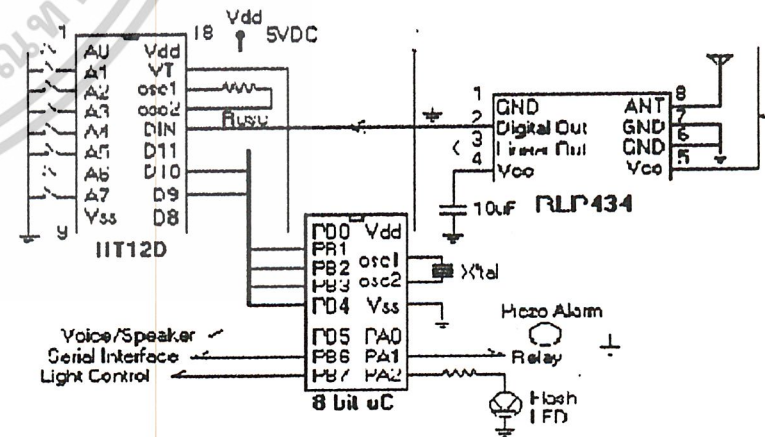 Vdd
5VDC
1
18
A0 Vdd
A1 VT
A2 osc1
A3 osc2
Rosc
A4 DIN
A5 D11
A6 D10
A7 D9
Vss D8
9
HT12D
1 GND ANT 8
2 Digital Out GND 7
3 Linear Out GND 6
4 Vcc Vcc 5
10uF RLP434
PB0 Vdd
PB1
PB2 osc1
PB3 osc2
X'tal
PB4 Vss
PB5 PA0
PB6 PA1
PB7 PA2
8 bit uC
Voice/Speaker
Serial Interface
Light Control
Piezo Alarm
Relay
Flash
LED